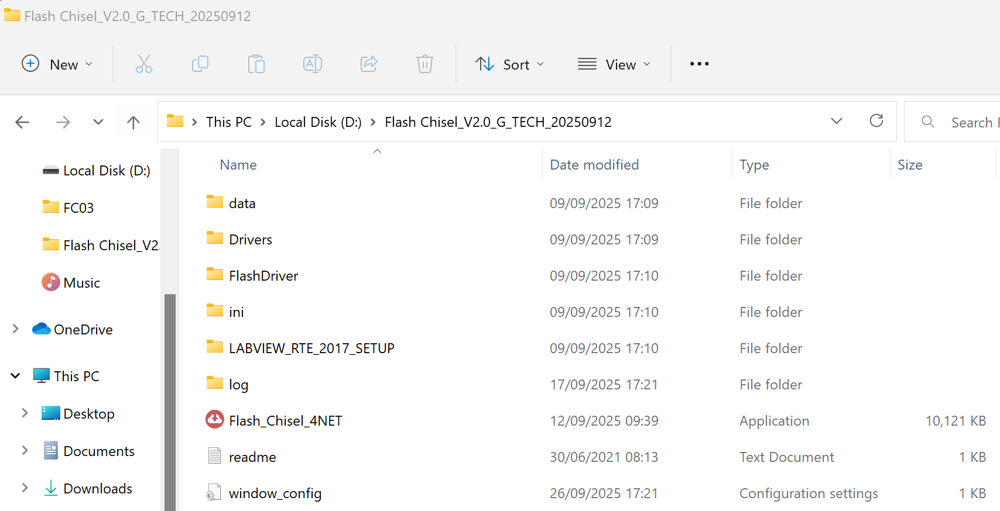 Flash Chisel_V2.0_G_TECH_20250912
New Sort View
This PC Local Disk (D:) Flash Chisel_V2.0_G_TECH_20250912 Search
Local Disk (D:)
FC03
Flash Chisel_V2.
Music
OneDrive
This PC
Desktop
Documents
Downloads
Name Date modified Type Size
data 09/09/2025 17:09 File folder
Drivers 09/09/2025 17:09 File folder
FlashDriver 09/09/2025 17:10 File folder
ini 09/09/2025 17:10 File folder
LABVIEW_RTE_2017_SETUP 09/09/2025 17:10 File folder
log 17/09/2025 17:21 File folder
Flash_Chisel_4NET 12/09/2025 09:39 Application 10,121 KB
readme 30/06/2021 08:13 Text Document 1 KB
window_config 26/09/2025 17:21 Configuration settings 1 KB